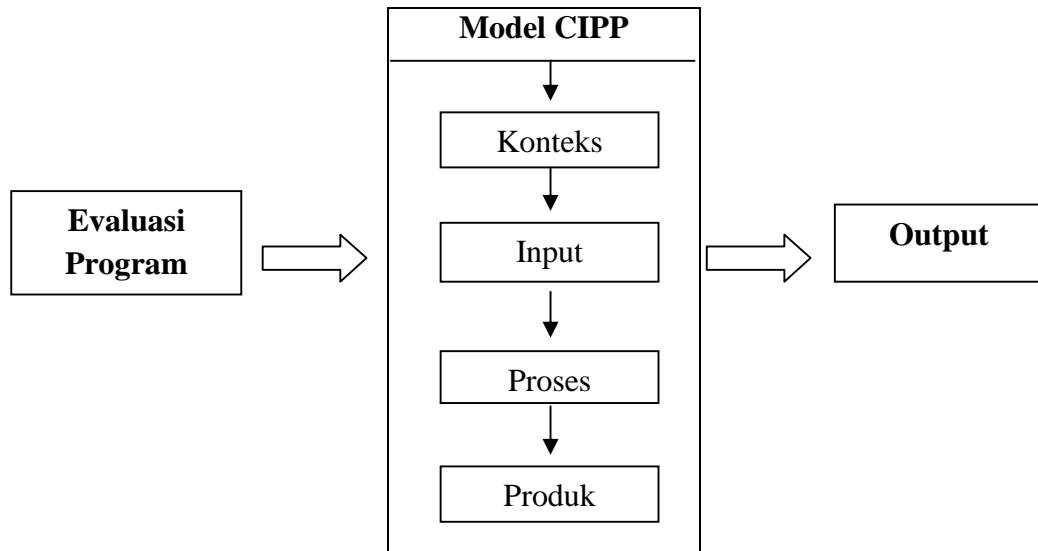 Evaluasi
Program
Model CIPP
Konteks
Input
Proses
Produk
Output